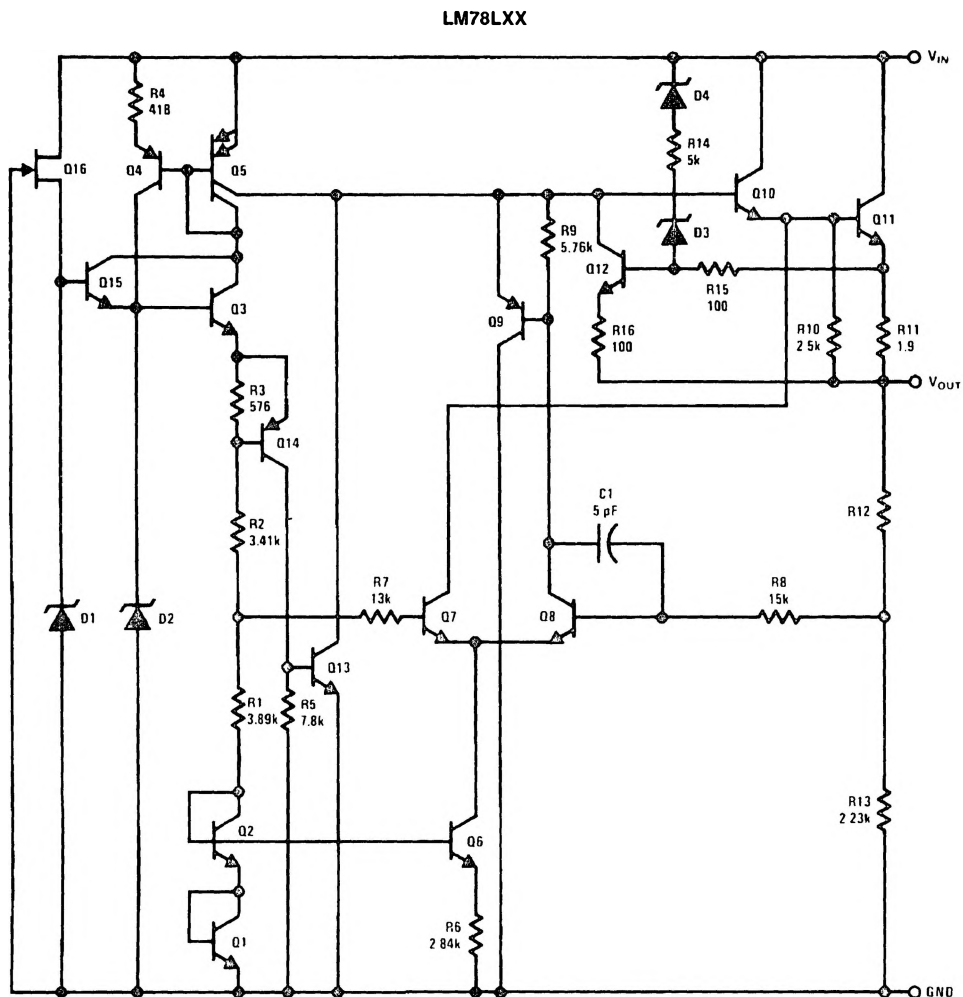 LM78LXX
V_IN
R4
418
D4
R14
5k
Q16
Q4
Q5
Q10
Q11
R9
5.76k
D3
Q12
Q15
Q3
R15
100
Q9
R16
100
R10
2 5k
R11
1.9
V_OUT
R3
576
Q14
C1
5 pF
R12
R2
3.41k
R7
13k
R8
15k
D1
D2
Q7
Q8
Q13
R1
3.89k
R5
7.8k
R13
2 23k
Q2
Q6
R6
2 84k
Q1
GND